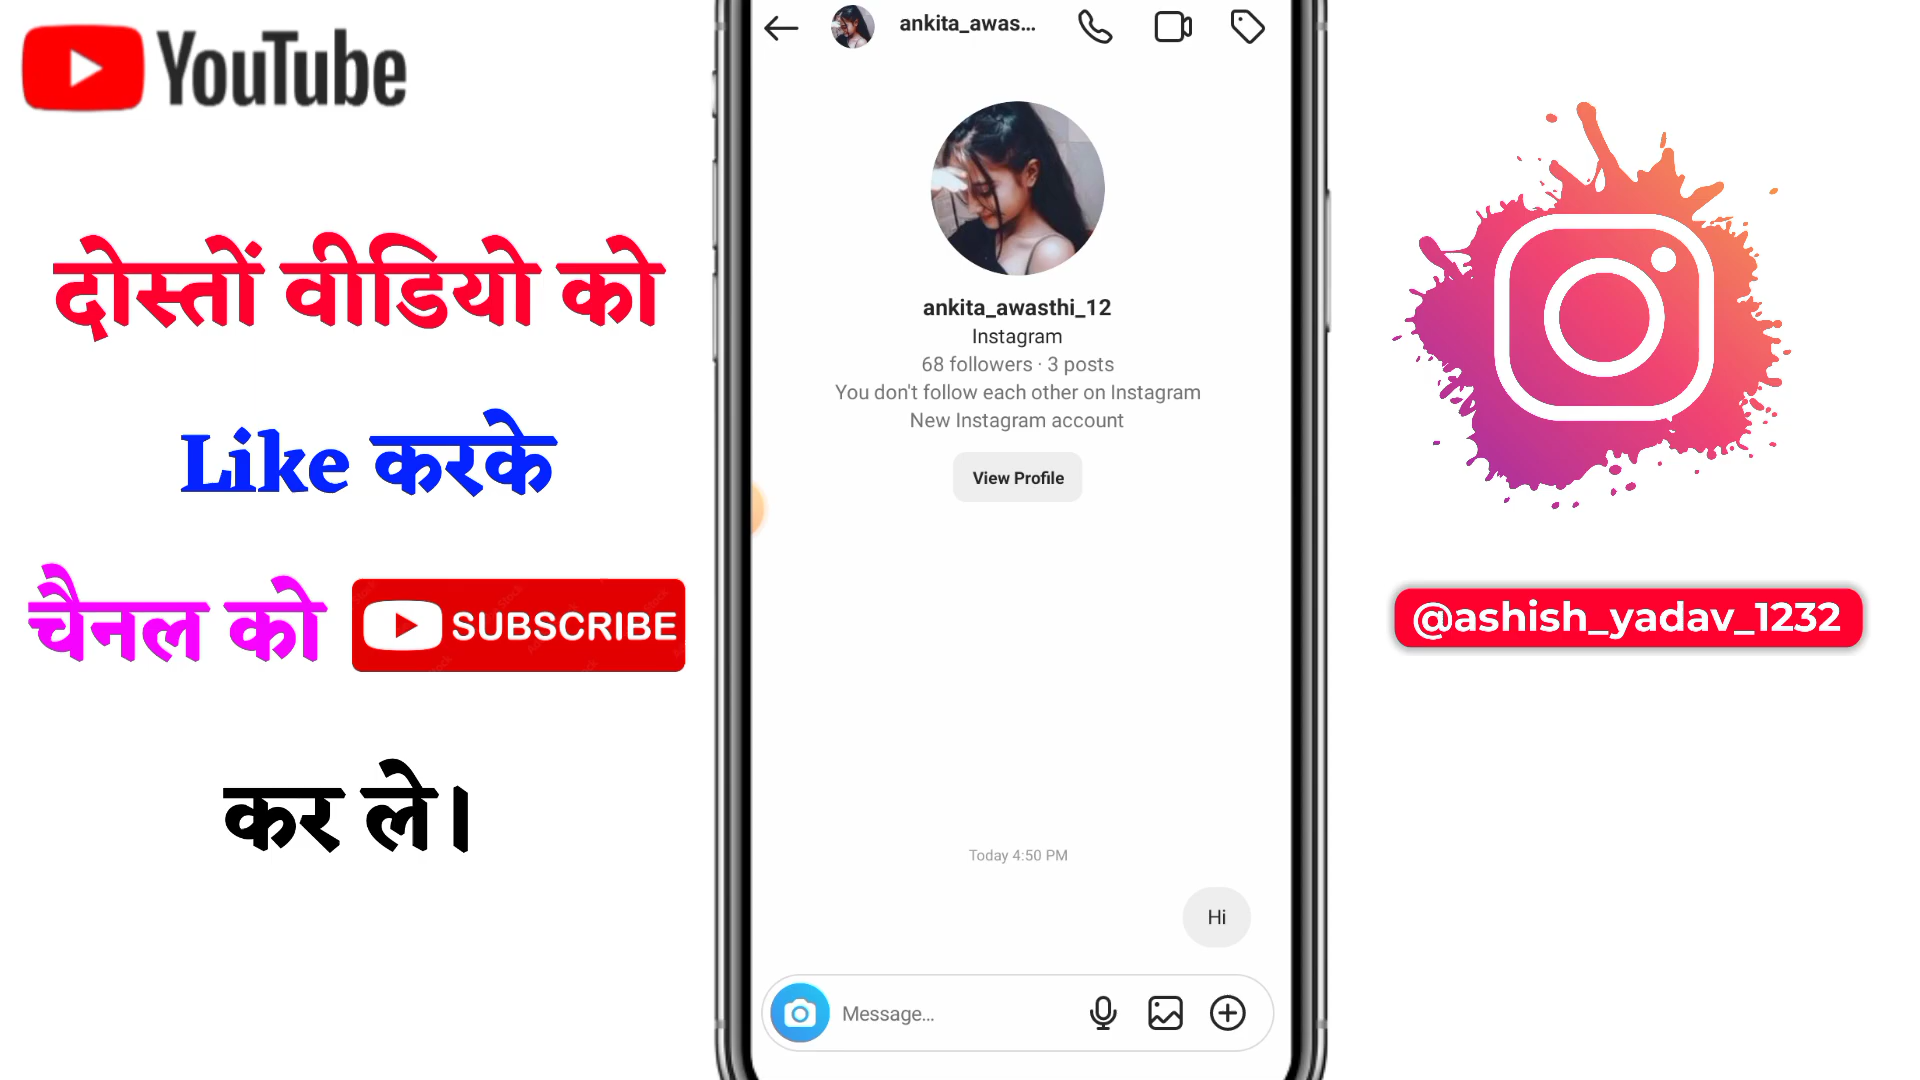 YouTube
दोस्तों वीडियो को
Like करके
चैनल को SUBSCRIBE
कर ले।
ankita_awas...
ankita_awasthi_12
Instagram
68 followers · 3 posts
You don't follow each other on Instagram
New Instagram account
View Profile
Today 4:50 PM
Hi
Message...
@ashish_yadav_1232